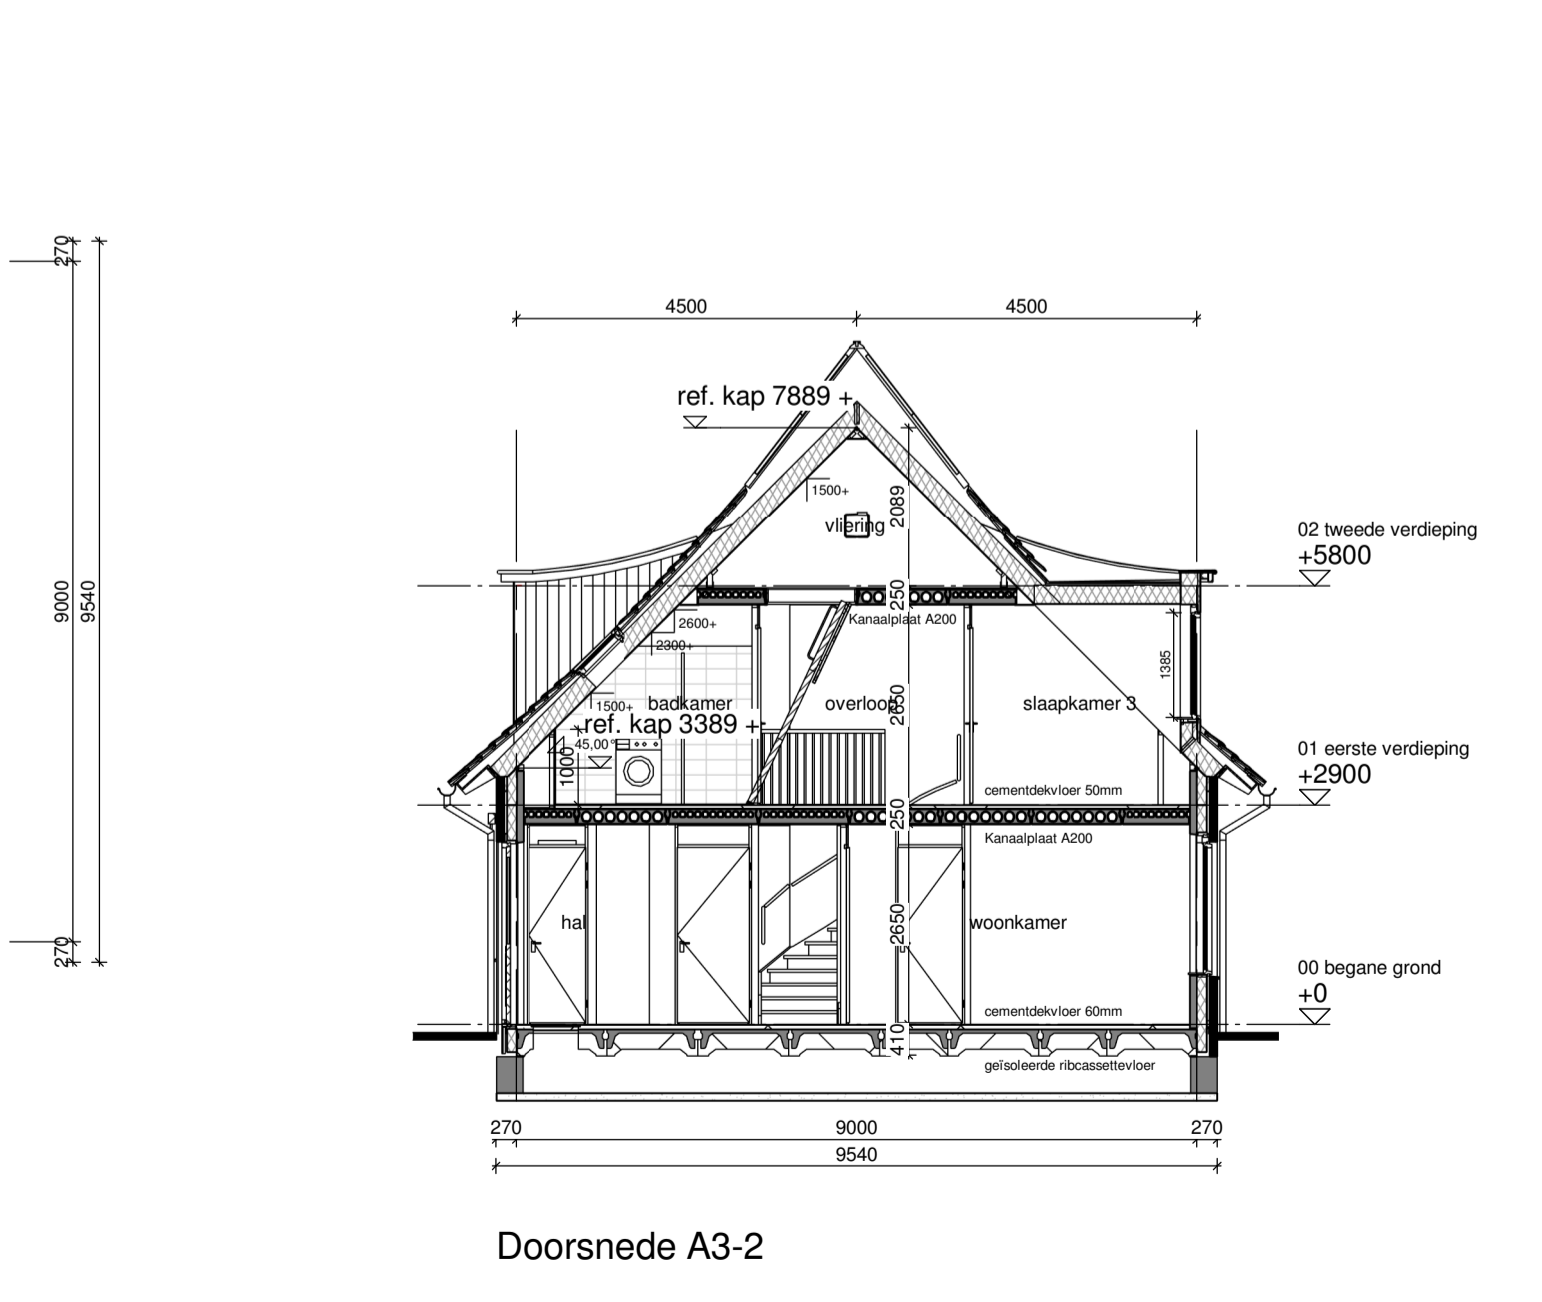 270
9000
9540
270
4500
4500
ref. kap 7889 +
1500+
2089
vliering
02 tweede verdieping
+5800
250
Kanaalplaat A200
2600+
2300+
1385
1500+
badkamer
overloop
2650
slaapkamer 3
ref. kap 3389 +
45,00°
1000
01 eerste verdieping
+2900
cementdekvloer 50mm
250
Kanaalplaat A200
hal
2650
woonkamer
00 begane grond
+0
cementdekvloer 60mm
410
geïsoleerde ribcassettevloer
270
9000
270
9540
Doorsnede A3-2